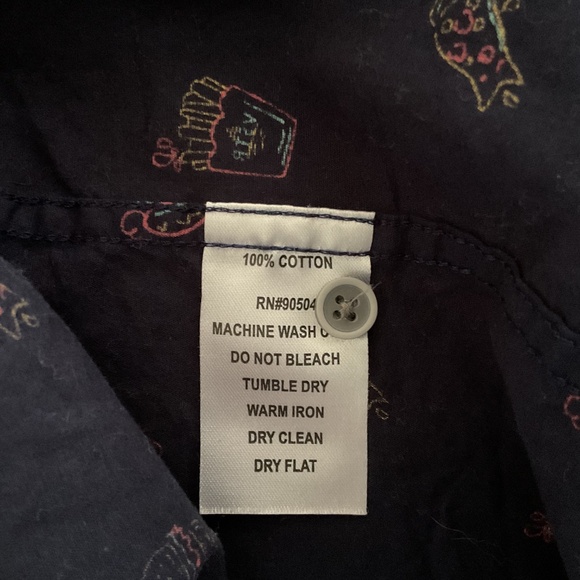 100% COTTON
RN#90504
MACHINE WASH
DO NOT BLEACH
TUMBLE DRY
WARM IRON
DRY CLEAN
DRY FLAT